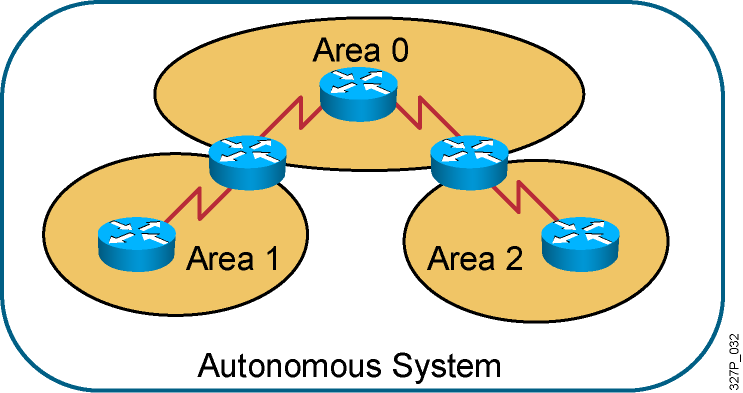 Area 0
Area 1
Area 2
Autonomous System
327P_032